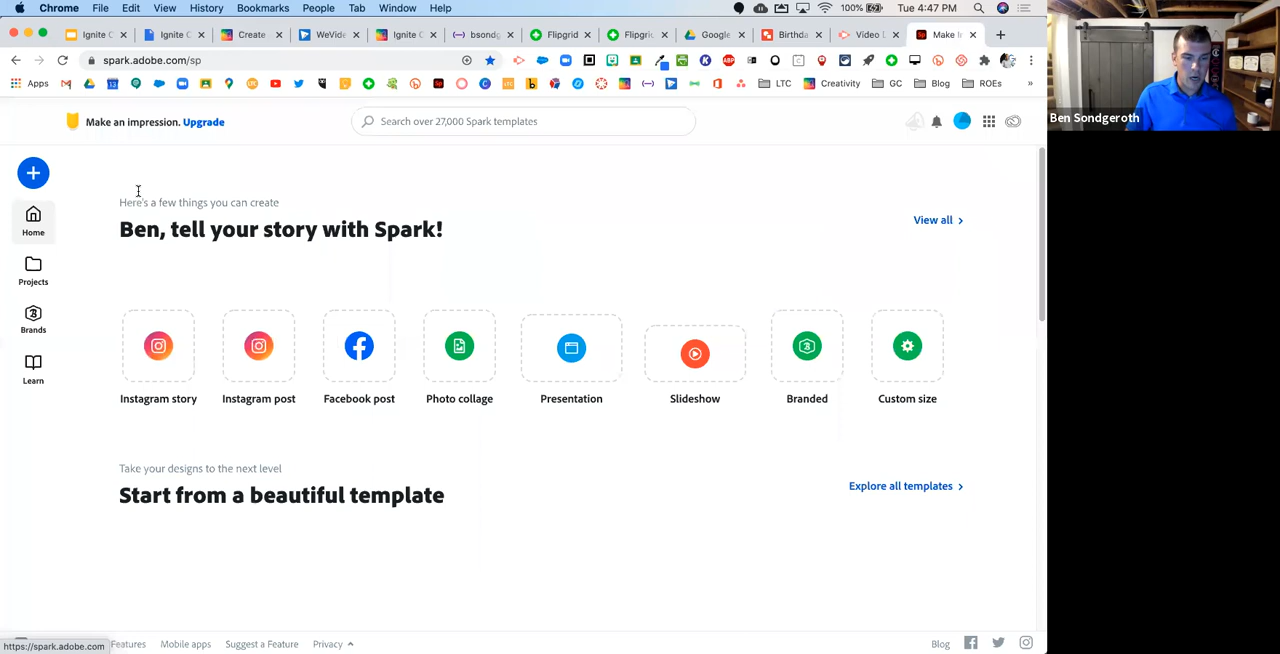 Chrome File Edit View History Bookmarks People Tab Window Help 100% Tue 4:47 PM
Ignite C Ignite C Create WeVide Ignite C bsondg Flipgrid Flipgri Google Birthda Video D Make In
spark.adobe.com/sp
Apps LTC Creativity GC Blog ROEs »
Ben Sondgeroth
Make an impression. Upgrade
Search over 27,000 Spark templates
Home
Projects
Brands
Learn
Here's a few things you can create
Ben, tell your story with Spark!
View all
Instagram story Instagram post Facebook post Photo collage Presentation Slideshow Branded Custom size
Take your designs to the next level
Start from a beautiful template
Explore all templates
https://spark.adobe.com Features Mobile apps Suggest a Feature Privacy Blog